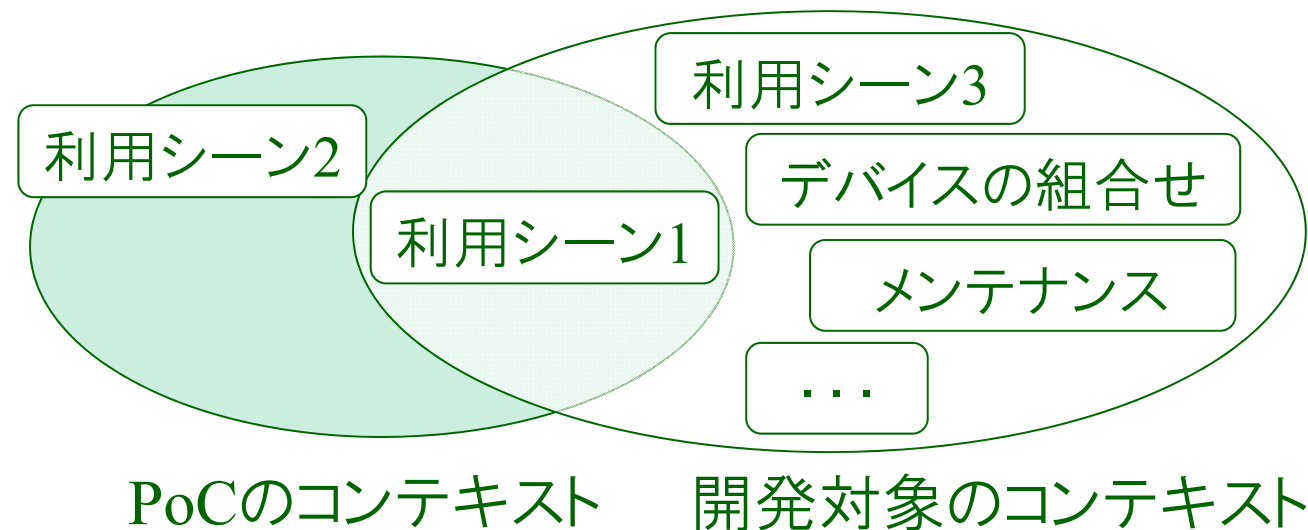 利用シーン3
利用シーン2
デバイスの組合せ
利用シーン1
メンテナンス
・・・
PoCのコンテキスト
開発対象のコンテキスト